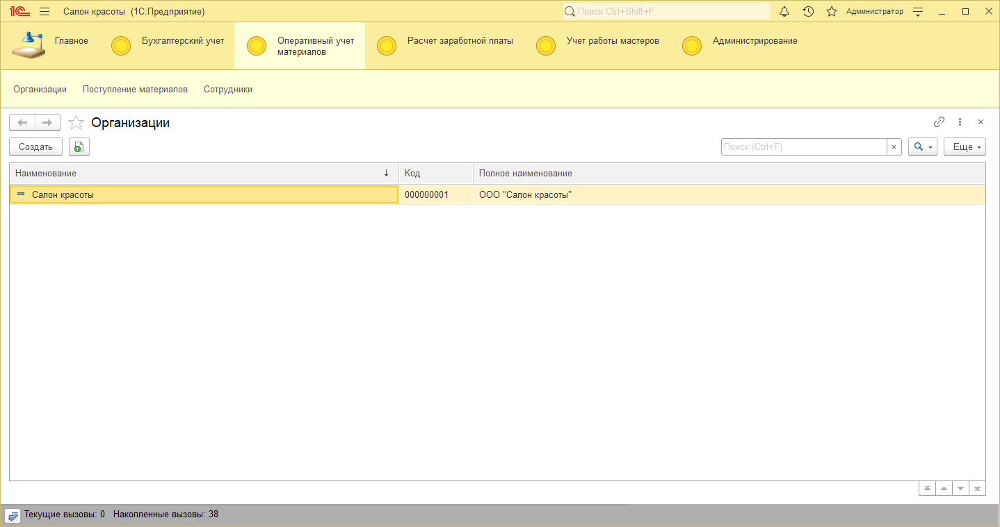 1С Салон красоты (1С:Предприятие) Поиск Ctrl+Shift+F Администратор
Главное Бухгалтерский учет Оперативный учет материалов Расчет заработной платы Учет работы мастеров Администрирование
Организации Поступление материалов Сотрудники
Организации
Создать Поиск (Ctrl+F) × Еще
Наименование ↓ Код Полное наименование
Салон красоты 000000001 ООО "Салон красоты"
Текущие вызовы: 0 Накопленные вызовы: 38